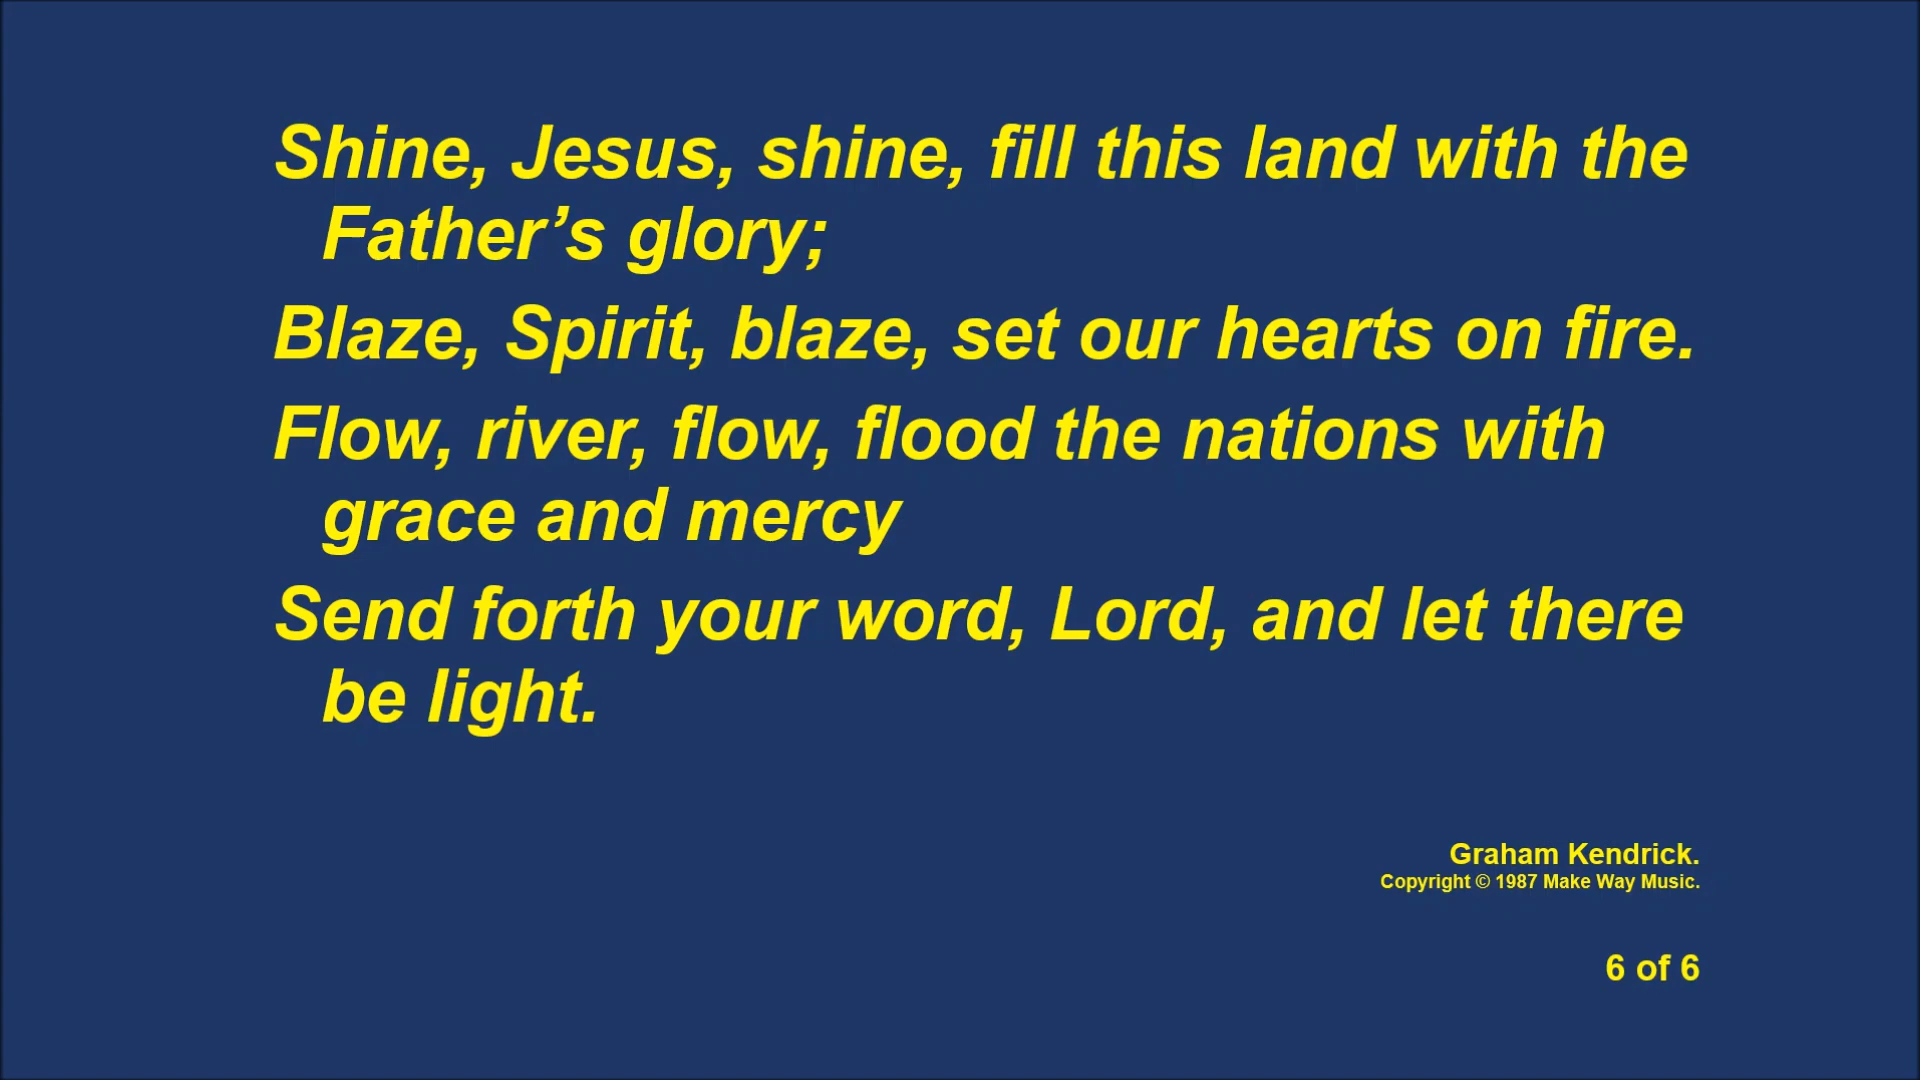 Shine, Jesus, shine, fill this land with the
Father’s glory;
Blaze, Spirit, blaze, set our hearts on fire.
Flow, river, flow, flood the nations with
grace and mercy
Send forth your word, Lord, and let there
be light.
Graham Kendrick.
Copyright © 1987 Make Way Music.
6 of 6